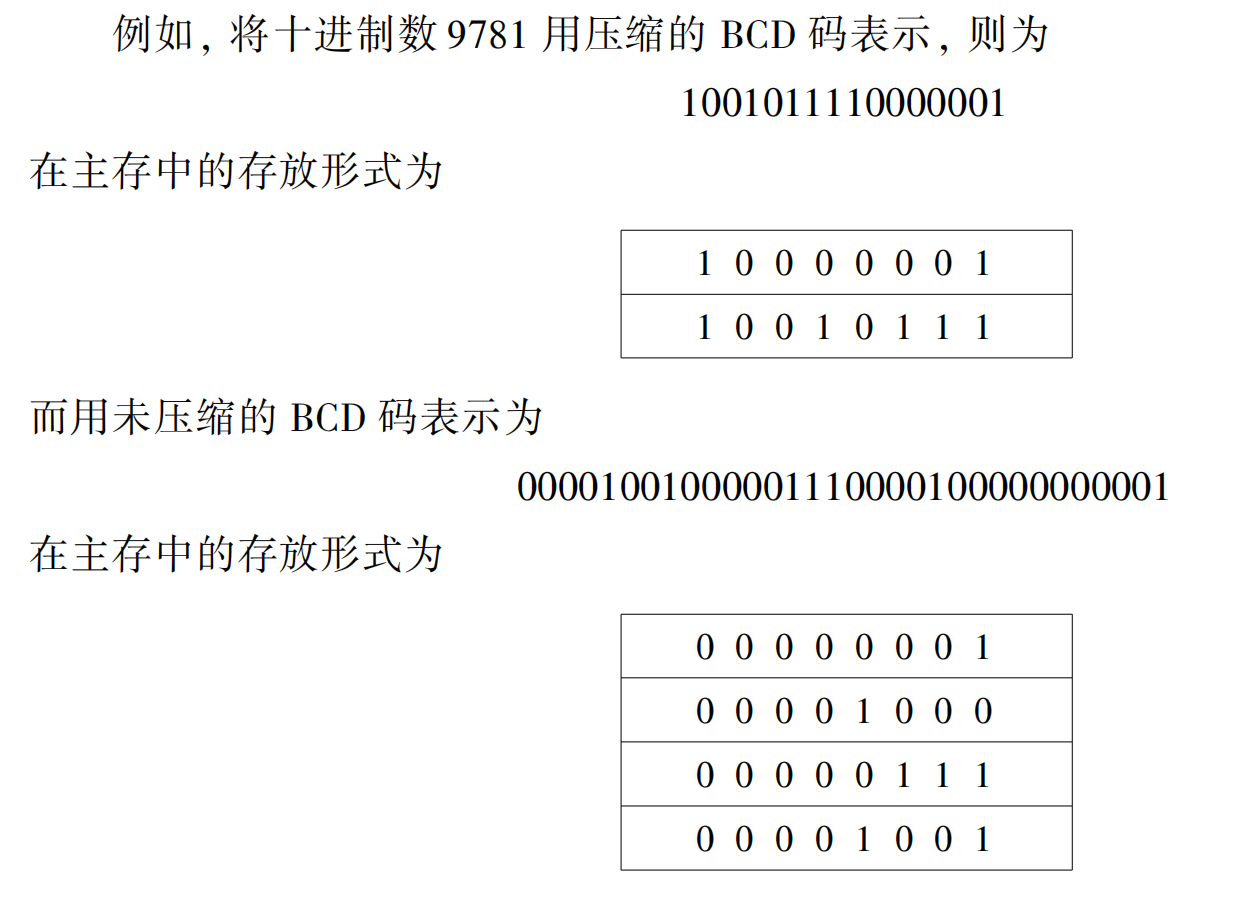 例如, 将十进制数 9781 用压缩的 BCD 码表示, 则为
1001011110000001
在主存中的存放形式为
1 0 0 0 0 0 0 1
1 0 0 1 0 1 1 1
而用未压缩的 BCD 码表示为
00001001000001110000100000000001
在主存中的存放形式为
0 0 0 0 0 0 0 1
0 0 0 0 1 0 0 0
0 0 0 0 0 1 1 1
0 0 0 0 1 0 0 1